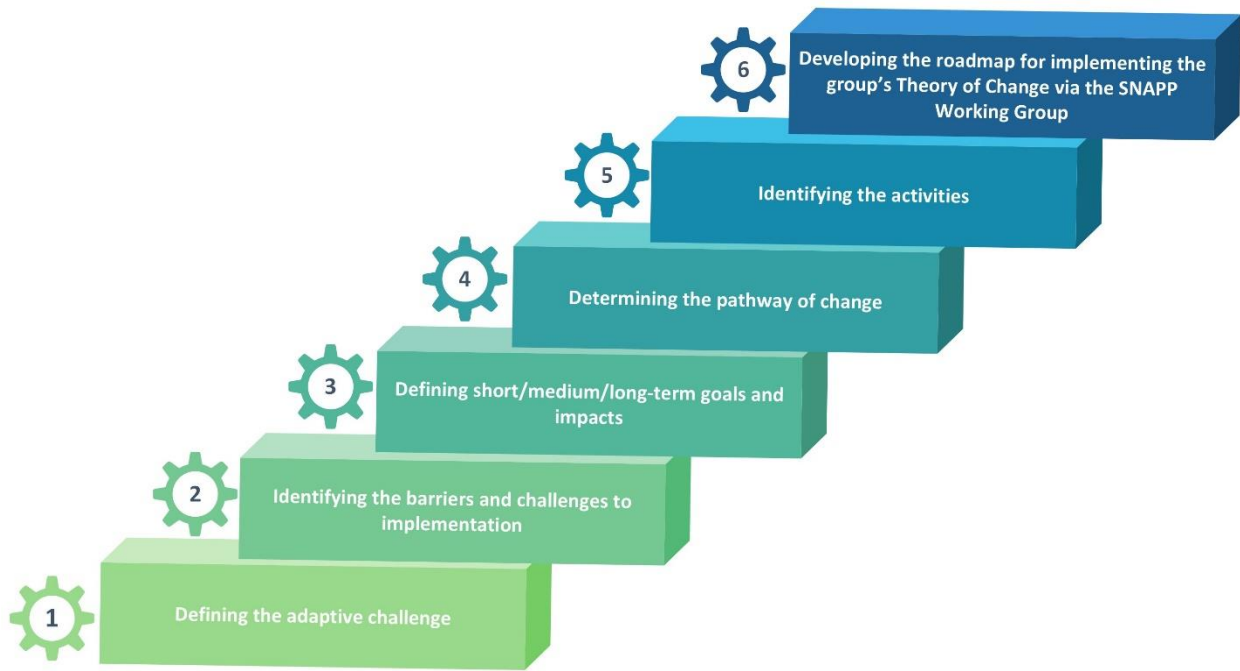 6
Developing the roadmap for implementing the
group's Theory of Change via the SNAPP
Working Group
5
Identifying the activities
4
Determining the pathway of change
3
Defining short/medium/long-term goals and
impacts
2
Identifying the barriers and challenges to
implementation
1
Defining the adaptive challenge